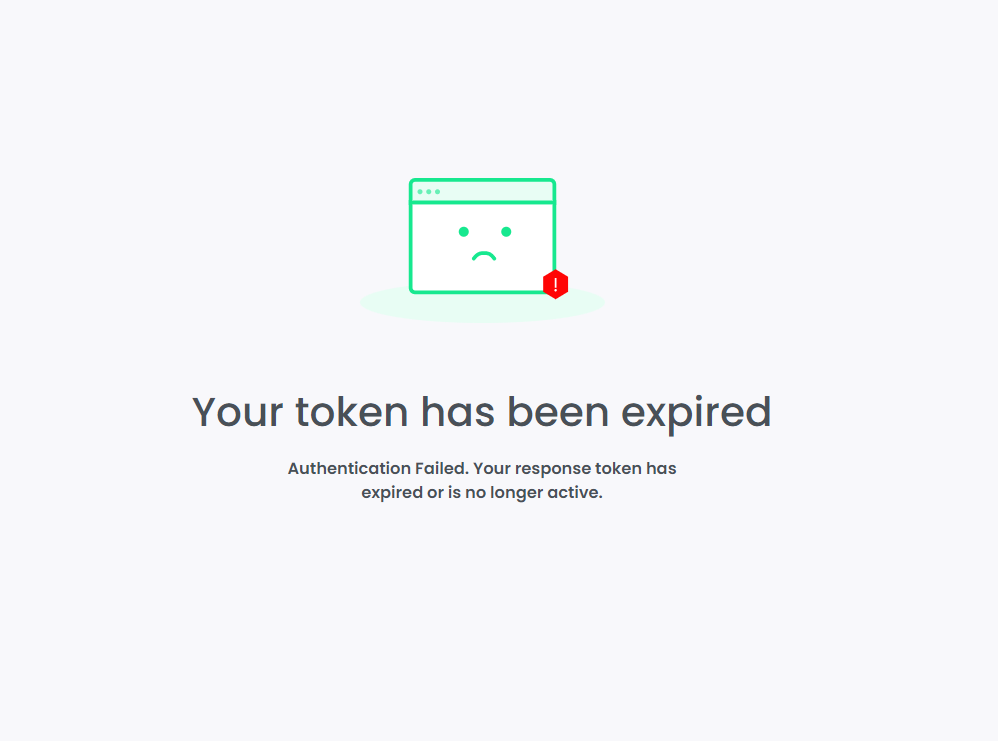 Your token has been expired
Authentication Failed. Your response token has
expired or is no longer active.